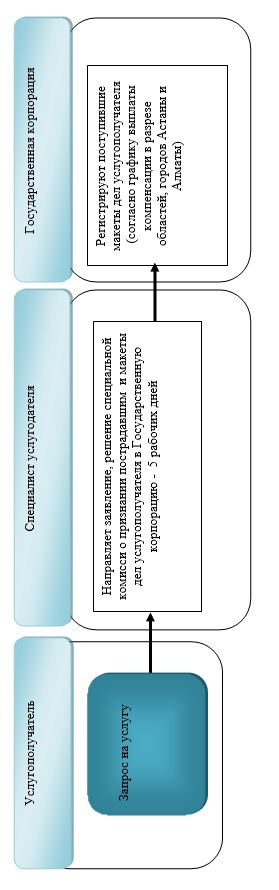 Услугополучатель
Запрос на услугу
Специалист услугодателя
Направляет заявление, решение специальной
комисси о признании пострадавшим и макеты
дел услугополучателя в Государственную
корпорацию - 5 рабочих дней
Государственная корпорация
Регистрируют поступившие
макеты дел услугополучателя
(согласно графику выплаты
компенсации в разрезе
областей, городов Астаны и
Алматы)